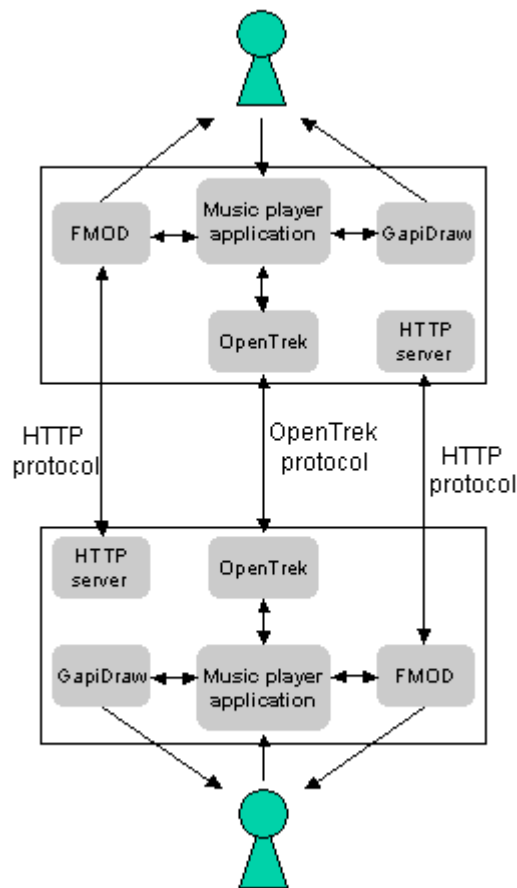 FMOD
Music player
application
GapiDraw
OpenTrek
HTTP
server
HTTP
protocol
OpenTrek
protocol
HTTP
protocol
HTTP
server
OpenTrek
GapiDraw
Music player
application
FMOD